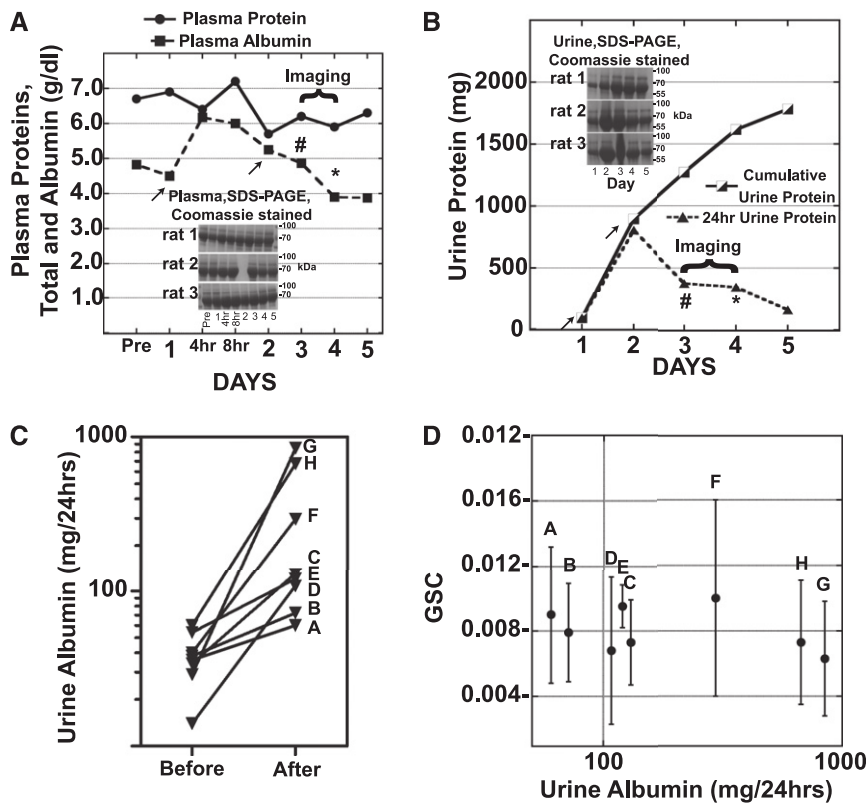 A
Plasma Protein
Plasma Albumin
Plasma Proteins,
Total and Albumin (g/dl)
7.0
6.0
5.0
4.0
3.0
2.0
1.0
Imaging
#
*
Plasma,SDS-PAGE,
Coomassie stained
rat 1
rat 2
rat 3
-100
-70
-100
-70 kDa
-100
-70
Pre 1 4hr 8hr 2 3 4 5
Pre 1 4hr 8hr 2 3 4 5
DAYS
B
Urine Protein (mg)
2000
1500
1000
500
0
Urine,SDS-PAGE,
Coomassie stained
rat 1
rat 2
rat 3
-100
-70
-55
-100
-70 kDa
-55
-100
-70
-55
1 2 3 4 5
Day
Cumulative
Urine Protein
24hr Urine Protein
Imaging
#
*
1 2 3 4 5
DAYS
C
Urine Albumin (mg/24hrs)
1000
100
G
H
F
C
E
D
B
A
Before After
D
GSC
0.012-
0.016-
0.012-
0.008-
0.004-
A
B
D
E
C
F
H
G
100 1000
Urine Albumin (mg/24hrs)